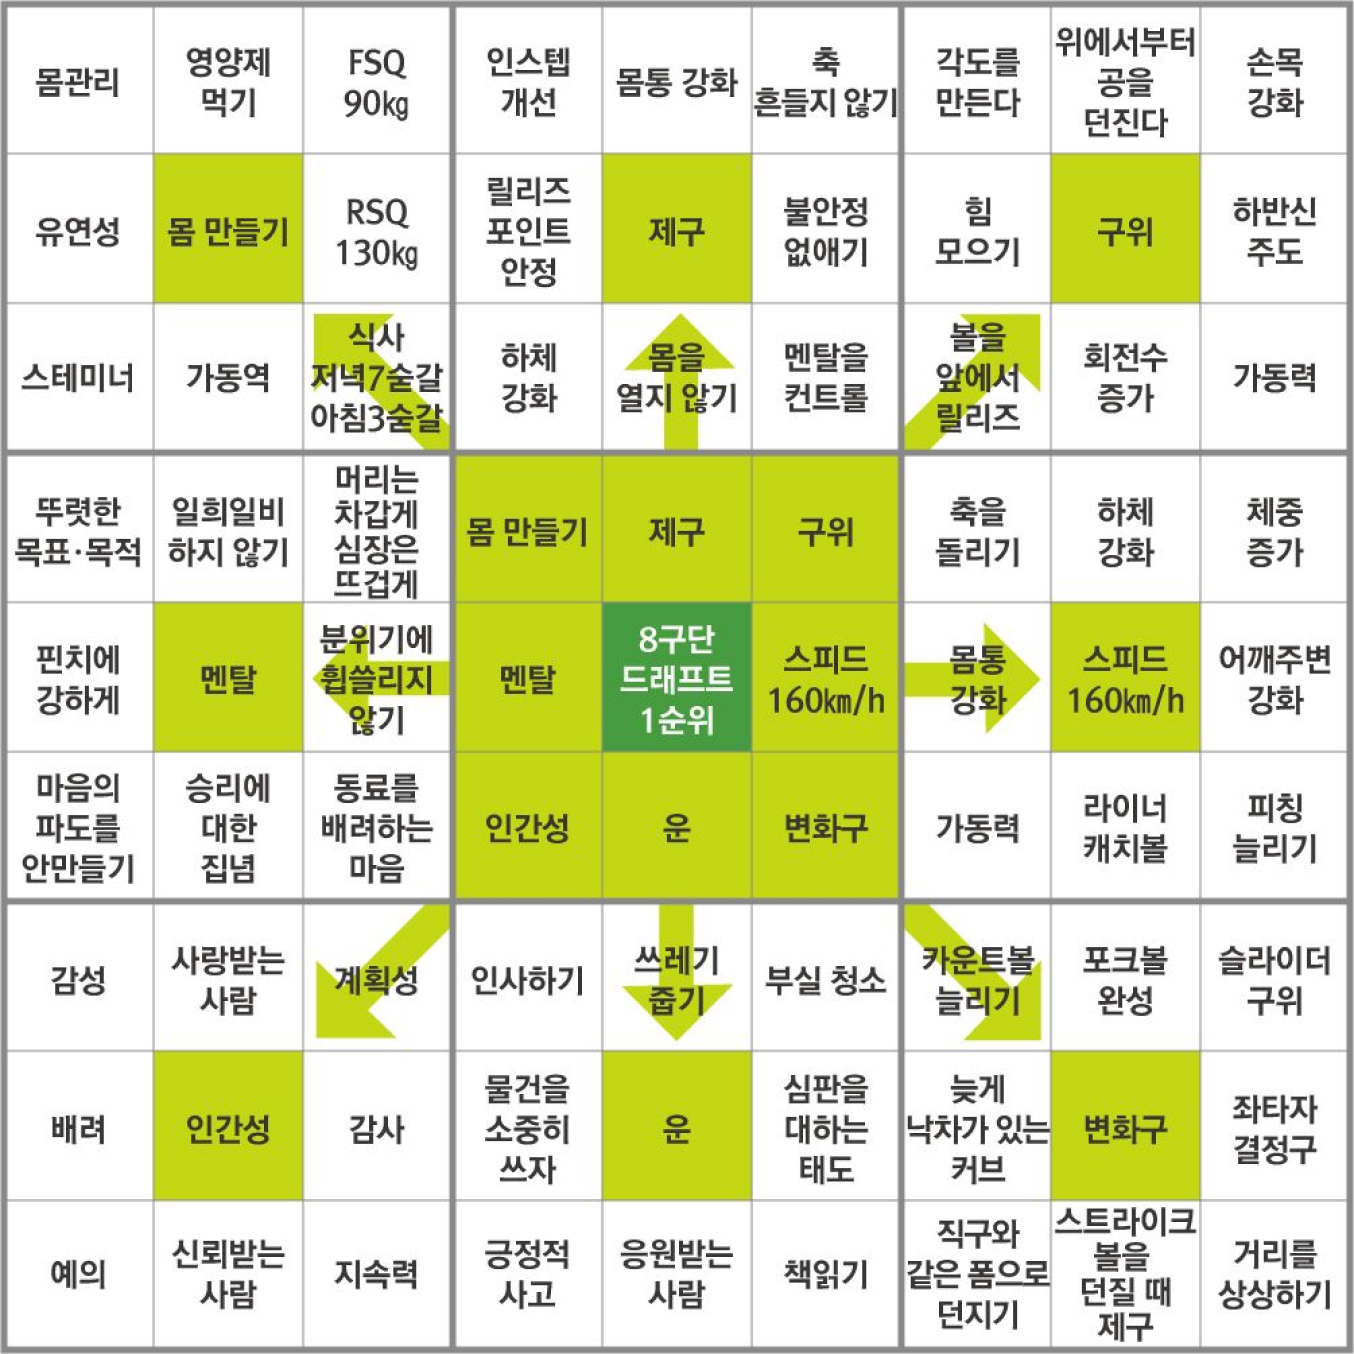 몸관리
영양제
먹기
FSQ
90㎏
인스텝
개선
몸통 강화
축
흔들지 않기
각도를
만든다
위에서부터
공을
던진다
손목
강화
유연성
몸 만들기
RSQ
130㎏
릴리즈
포인트
안정
제구
불안정
없애기
힘
모으기
구위
하반신
주도
스테미너
가동역
식사
저녁7숟갈
아침3숟갈
하체
강화
몸을
열지 않기
멘탈을
컨트롤
볼을
앞에서
릴리즈
회전수
증가
가동력
뚜렷한
목표·목적
일희일비
하지 않기
머리는
차갑게
심장은
뜨겁게
몸 만들기
제구
구위
축을
돌리기
하체
강화
체중
증가
핀치에
강하게
멘탈
분위기에
휩쓸리지
않기
멘탈
8구단
드래프트
1순위
스피드
160㎞/h
몸통
강화
스피드
160㎞/h
어깨주변
강화
마음의
파도를
안만들기
승리에
대한
집념
동료를
배려하는
마음
인간성
운
변화구
가동력
라이너
캐치볼
피칭
늘리기
감성
사랑받는
사람
계획성
인사하기
쓰레기
줍기
부실 청소
카운트볼
늘리기
포크볼
완성
슬라이더
구위
배려
인간성
감사
물건을
소중히
쓰자
운
심판을
대하는
태도
늦게
낙차가 있는
커브
변화구
좌타자
결정구
예의
신뢰받는
사람
지속력
긍정적
사고
응원받는
사람
책읽기
직구와
같은 폼으로
던지기
스트라이크
볼을
던질 때
제구
거리를
상상하기